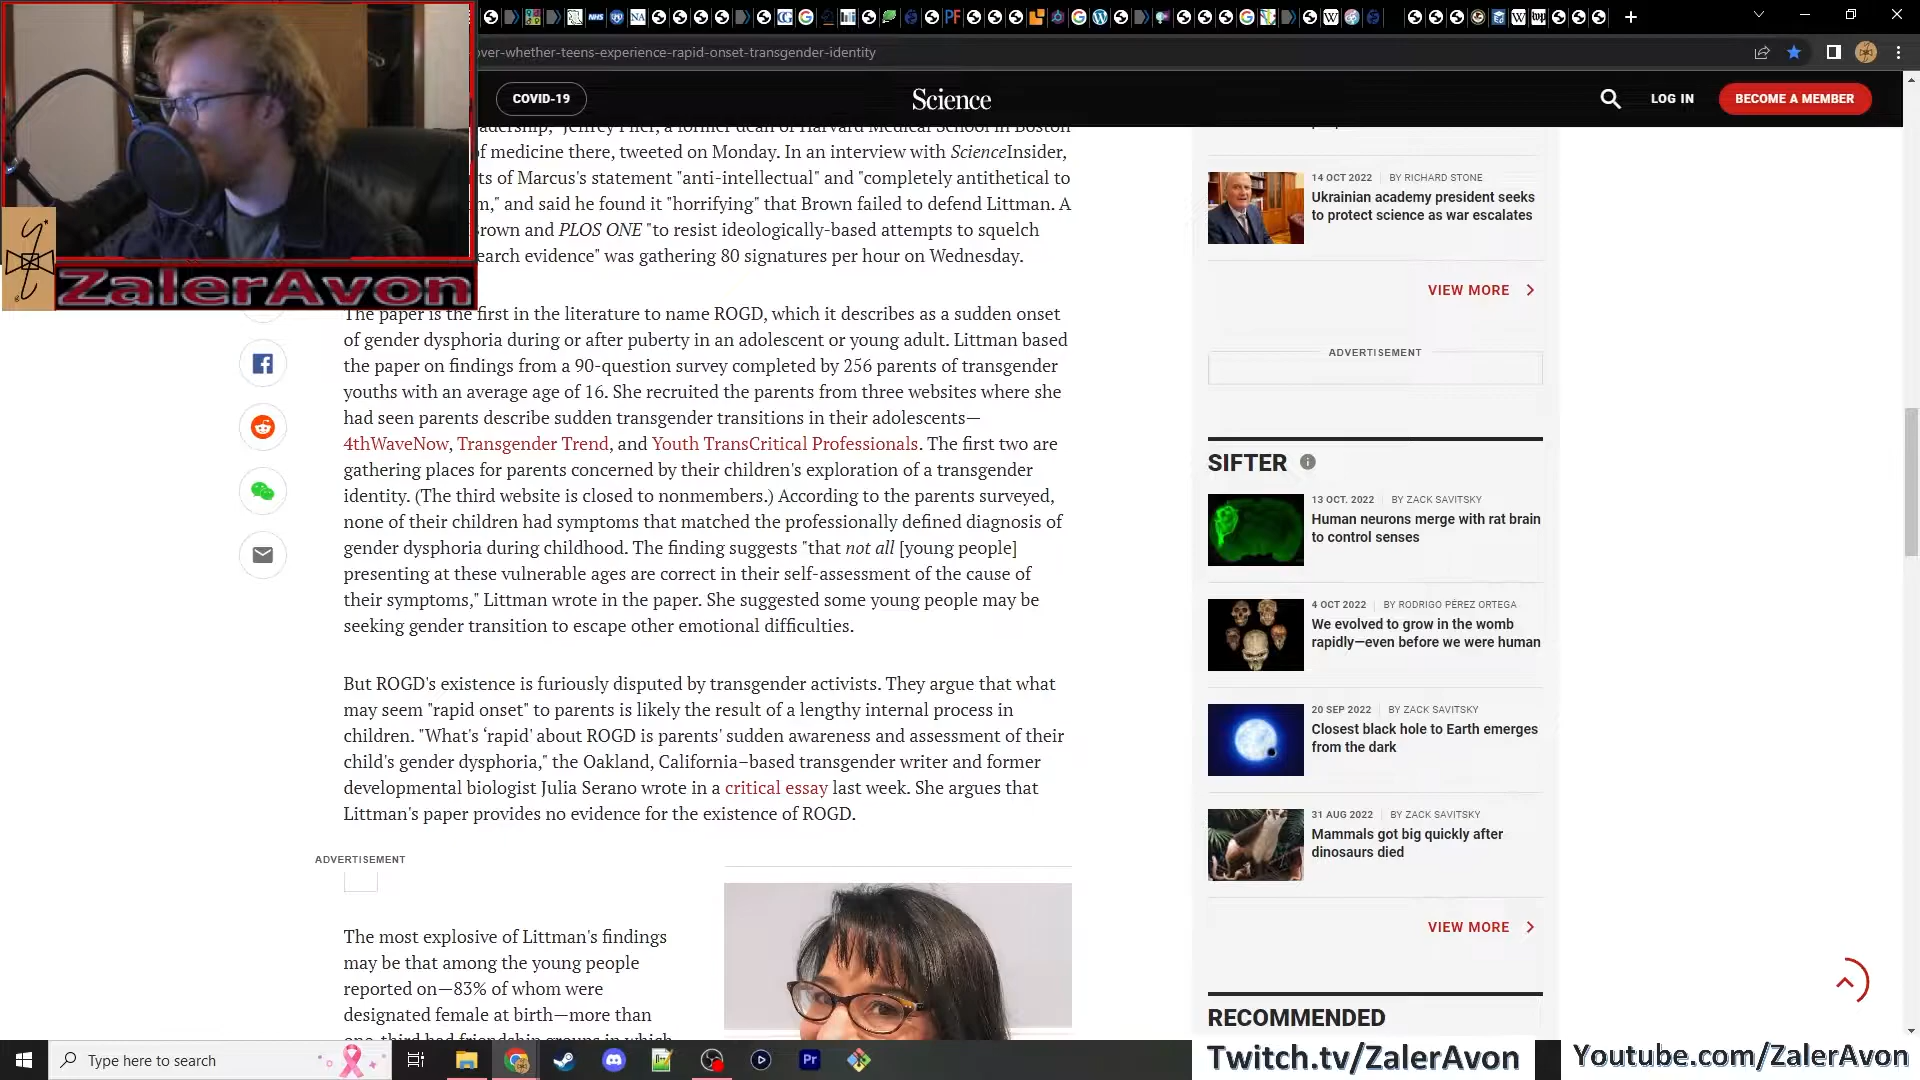 over-whether-teens-experience-rapid-onset-transgender-identity
COVID-19
Science
LOG IN
BECOME A MEMBER
Jeffrey Flier, a former dean of Harvard Medical School in Boston
of medicine there, tweeted on Monday. In an interview with ScienceInsider,
ts of Marcus's statement "anti-intellectual" and "completely antithetical to
m," and said he found it "horrifying" that Brown failed to defend Littman. A
Brown and PLOS ONE "to resist ideologically-based attempts to squelch
earch evidence" was gathering 80 signatures per hour on Wednesday.
ZalerAvon
The paper is the first in the literature to name ROGD, which it describes as a sudden onset
of gender dysphoria during or after puberty in an adolescent or young adult. Littman based
the paper on findings from a 90-question survey completed by 256 parents of transgender
youths with an average age of 16. She recruited the parents from three websites where she
had seen parents describe sudden transgender transitions in their adolescents—
4thWaveNow, Transgender Trend, and Youth TransCritical Professionals. The first two are
gathering places for parents concerned by their children's exploration of a transgender
identity. (The third website is closed to nonmembers.) According to the parents surveyed,
none of their children had symptoms that matched the professionally defined diagnosis of
gender dysphoria during childhood. The finding suggests "that not all [young people]
presenting at these vulnerable ages are correct in their self-assessment of the cause of
their symptoms," Littman wrote in the paper. She suggested some young people may be
seeking gender transition to escape other emotional difficulties.
But ROGD's existence is furiously disputed by transgender activists. They argue that what
may seem "rapid onset" to parents is likely the result of a lengthy internal process in
children. "What's ‘rapid' about ROGD is parents' sudden awareness and assessment of their
child's gender dysphoria," the Oakland, California–based transgender writer and former
developmental biologist Julia Serano wrote in a critical essay last week. She argues that
Littman's paper provides no evidence for the existence of ROGD.
ADVERTISEMENT
The most explosive of Littman's findings
may be that among the young people
reported on—83% of whom were
designated female at birth—more than
one-third had friendship groups in which
14 OCT 2022 BY RICHARD STONE
Ukrainian academy president seeks
to protect science as war escalates
VIEW MORE
ADVERTISEMENT
SIFTER
13 OCT. 2022 BY ZACK SAVITSKY
Human neurons merge with rat brain
to control senses
4 OCT 2022 BY RODRIGO PÉREZ ORTEGA
We evolved to grow in the womb
rapidly—even before we were human
20 SEP 2022 BY ZACK SAVITSKY
Closest black hole to Earth emerges
from the dark
31 AUG 2022 BY ZACK SAVITSKY
Mammals got big quickly after
dinosaurs died
VIEW MORE
RECOMMENDED
Type here to search
Pr
Twitch.tv/ZalerAvon
Youtube.com/ZalerAvon